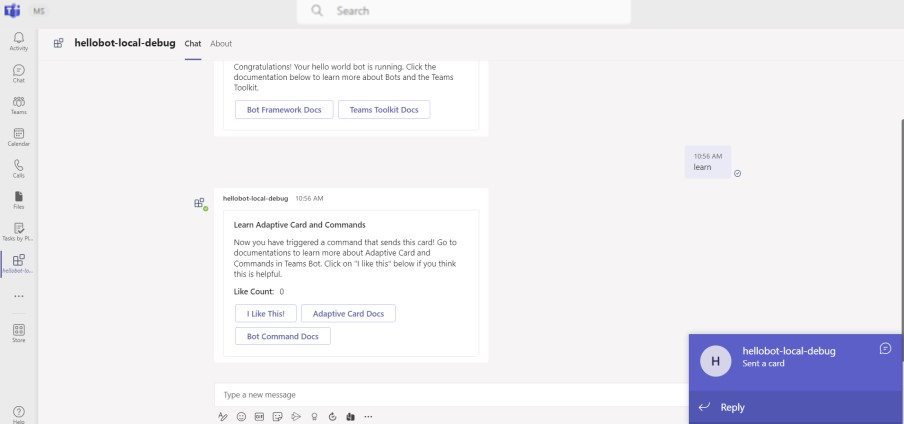 MS
Search
Activity
Chat
Teams
Calendar
Calls
Files
Tasks by Pl...
hellobot-lo...
Store
Help
hellobot-local-debug Chat About
Congratulations! Your hello world bot is running. Click the
documentation below to learn more about Bots and the Teams
Toolkit.
Bot Framework Docs Teams Toolkit Docs
10:56 AM
learn
hellobot-local-debug 10:56 AM
Learn Adaptive Card and Commands
Now you have triggered a command that sends this card! Go to
documentations to learn more about Adaptive Card and
Commands in Teams Bot. Click on "I like this" below if you think
this is helpful.
Like Count: 0
I Like This! Adaptive Card Docs
Bot Command Docs
Type a new message
GIF
H
hellobot-local-debug
Sent a card
Reply